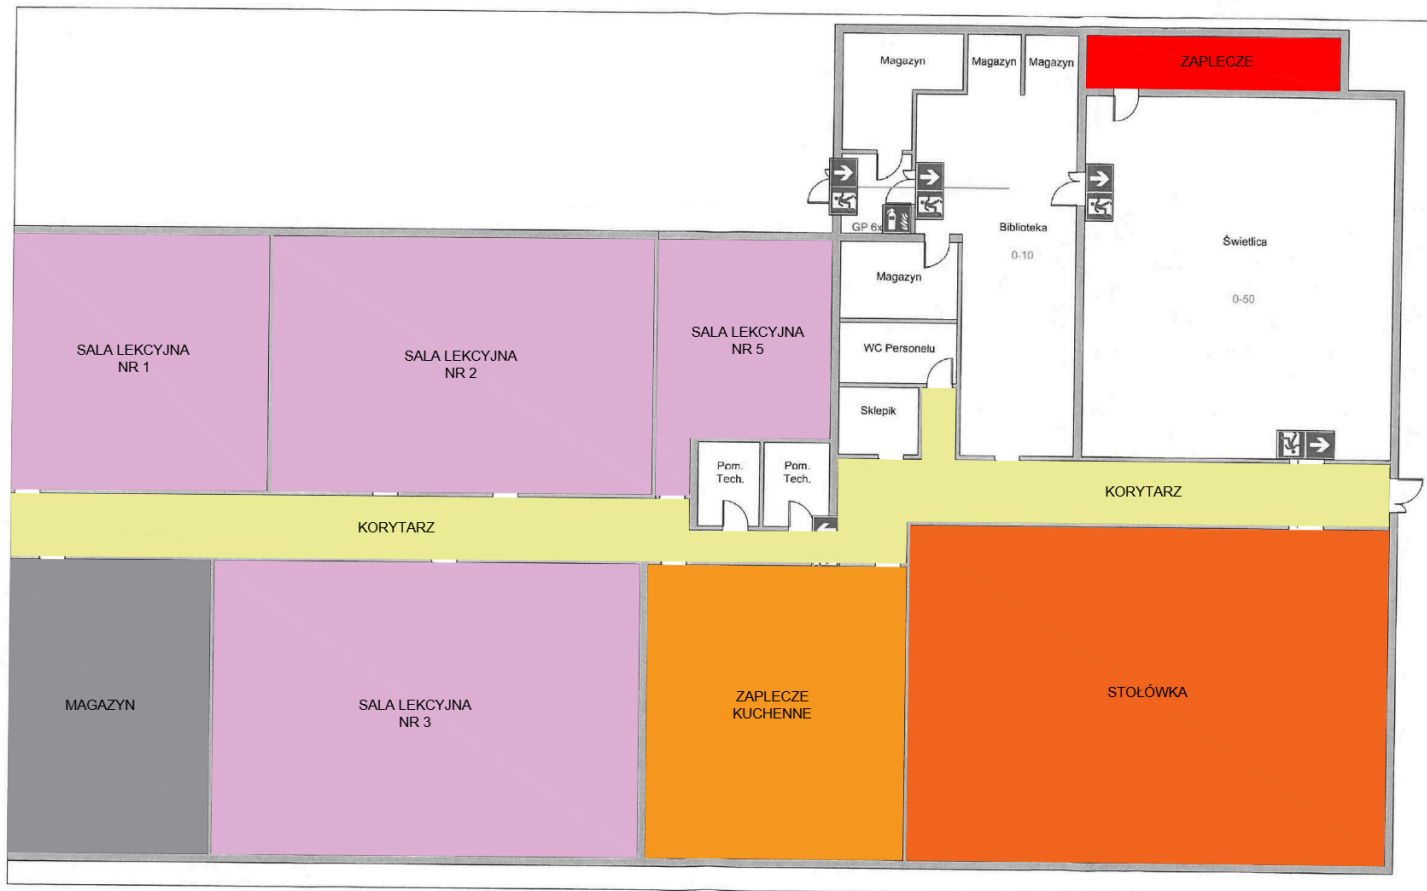 Magazyn
Magazyn
Magazyn
ZAPLECZE
GP 6x
Biblioteka
0-10
Świetlica
0-50
Magazyn
WC Personelu
Sklepik
SALA LEKCYJNA
NR 1
SALA LEKCYJNA
NR 2
SALA LEKCYJNA
NR 5
Pom.
Tech.
Pom.
Tech.
KORYTARZ
KORYTARZ
MAGAZYN
SALA LEKCYJNA
NR 3
ZAPLECZE
KUCHENNE
STOŁÓWKA